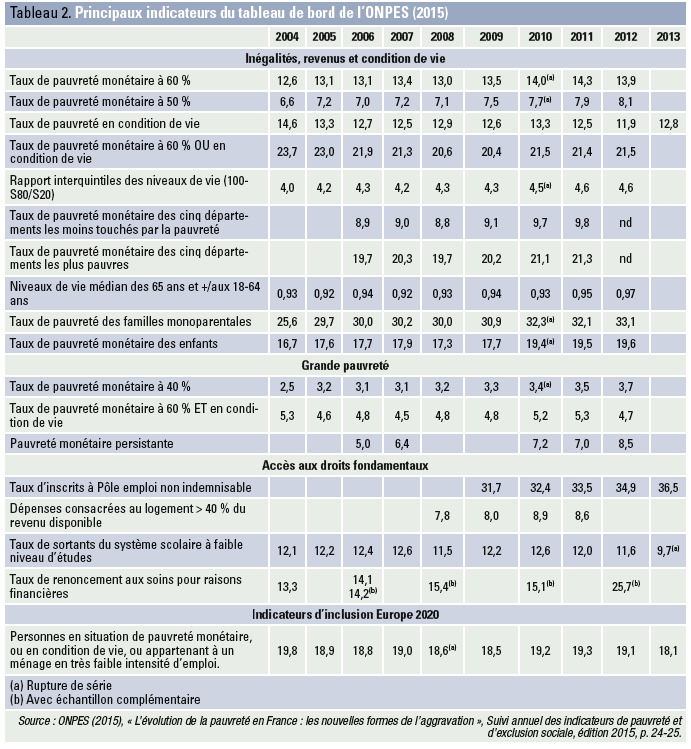 Tableau 2. Principaux indicateurs du tableau de bord de l'ONPES (2015)
2004 2005 2006 2007 2008 2009 2010 2011 2012 2013
Inégalités, revenus et condition de vie
Taux de pauvreté monétaire à 60 % 12,6 13,1 13,1 13,4 13,0 13,5 14,0(a) 14,3 13,9
Taux de pauvreté monétaire à 50 % 6,6 7,2 7,0 7,2 7,1 7,5 7,7(a) 7,9 8,1
Taux de pauvreté en condition de vie 14,6 13,3 12,7 12,5 12,9 12,6 13,3 12,5 11,9 12,8
Taux de pauvreté monétaire à 60 % OU en
condition de vie 23,7 23,0 21,9 21,3 20,6 20,4 21,5 21,4 21,5
Rapport interquintiles des niveaux de vie (100-
S80/S20) 4,0 4,2 4,3 4,2 4,3 4,3 4,5(a) 4,6 4,6
Taux de pauvreté monétaire des cinq départe-
ments les moins touchés par la pauvreté 8,9 9,0 8,8 9,1 9,7 9,8 nd
Taux de pauvreté monétaire des cinq départe-
ments les plus pauvres 19,7 20,3 19,7 20,2 21,1 21,3 nd
Niveaux de vie médian des 65 ans et +/aux 18-64
ans 0,93 0,92 0,94 0,92 0,93 0,94 0,93 0,95 0,97
Taux de pauvreté des familles monoparentales 25,6 29,7 30,0 30,2 30,0 30,9 32,3(a) 32,1 33,1
Taux de pauvreté des enfants 16,7 17,6 17,7 17,9 17,3 17,7 19,4(a) 19,5 19,6
Grande pauvreté
Taux de pauvreté monétaire à 40 % 2,5 3,2 3,1 3,1 3,2 3,3 3,4(a) 3,5 3,7
Taux de pauvreté monétaire à 60 % ET en condi-
tion de vie 5,3 4,6 4,8 4,5 4,8 4,8 5,2 5,3 4,7
Pauvreté monétaire persistante 5,0 6,4 7,2 7,0 8,5
Accès aux droits fondamentaux
Taux d'inscrits à Pôle emploi non indemnisable 31,7 32,4 33,5 34,9 36,5
Dépenses consacrées au logement > 40 % du
revenu disponible 7,8 8,0 8,9 8,6
Taux de sortants du système scolaire à faible
niveau d'études 12,1 12,2 12,4 12,6 11,5 12,2 12,6 12,0 11,6 9,7(a)
Taux de renoncement aux soins pour raisons
financières 13,3 14,1 14,2(b) 15,4(b) 15,1(b) 25,7(b)
Indicateurs d'inclusion Europe 2020
Personnes en situation de pauvreté monétaire,
ou en condition de vie, ou appartenant à un
ménage en très faible intensité d'emploi. 19,8 18,9 18,8 19,0 18,6(a) 18,5 19,2 19,3 19,1 18,1
(a) Rupture de série
(b) Avec échantillon complémentaire
Source : ONPES (2015), « L'évolution de la pauvreté en France : les nouvelles formes de l'aggravation », Suivi annuel des indicateurs de pauvreté et
d'exclusion sociale, édition 2015, p. 24-25.